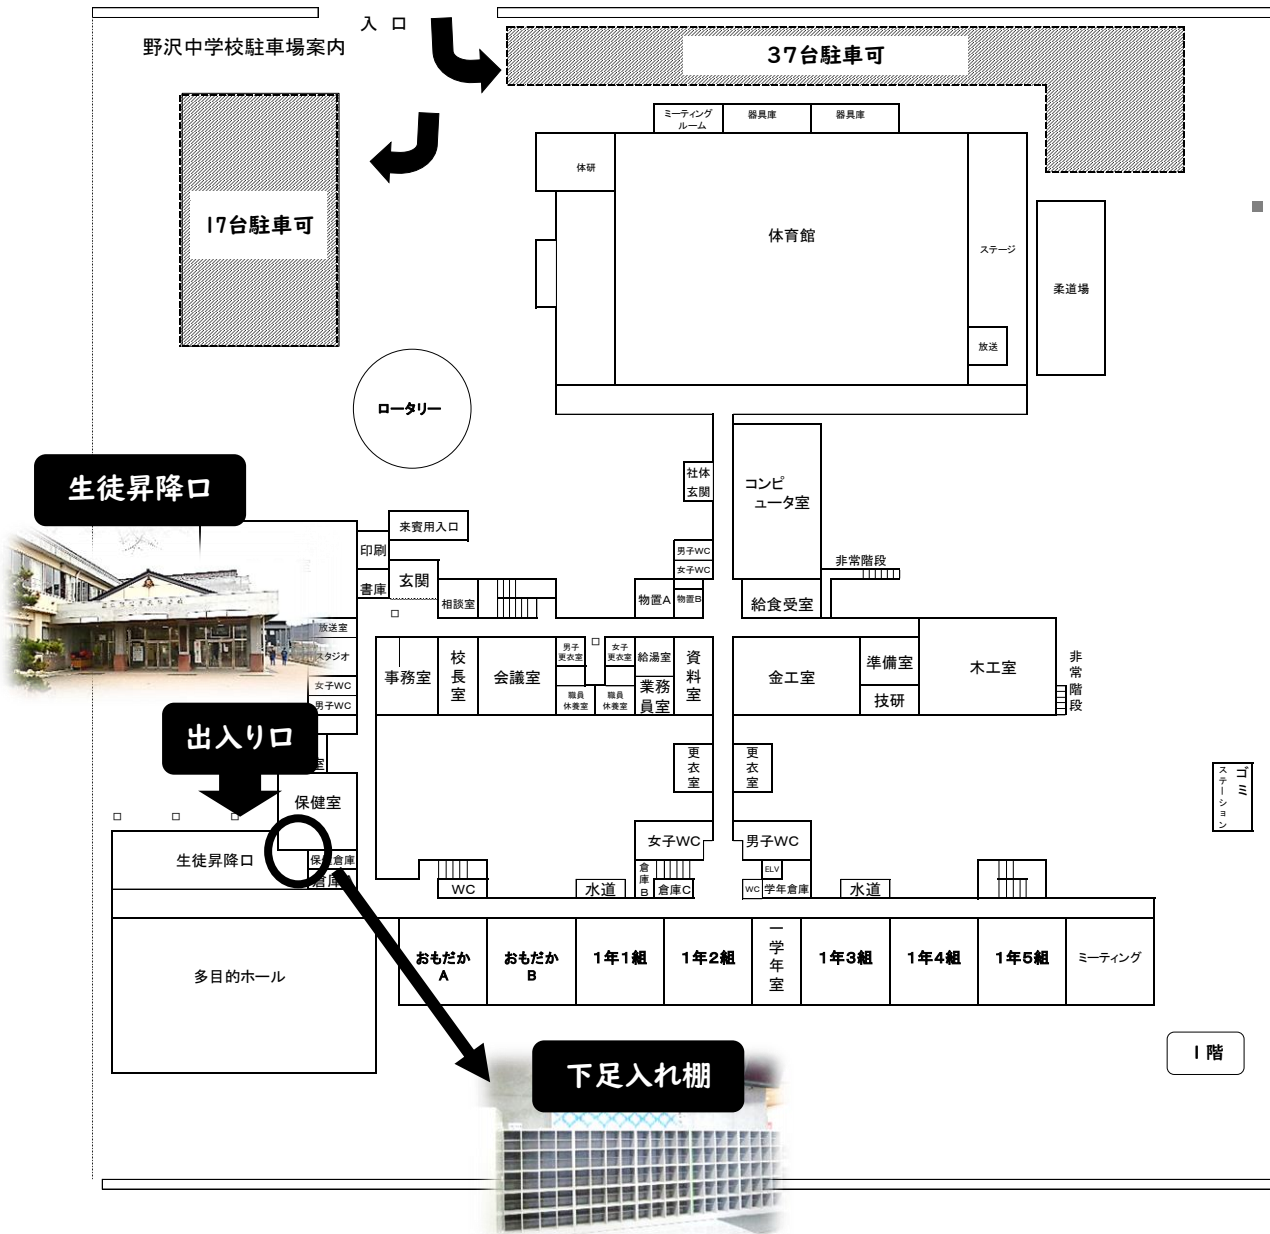 入 口
野沢中学校駐車場案内
37台駐車可
17台駐車可
ミーティング
ルーム
器具庫
器具庫
体研
体育館
ステージ
放送
柔道場
ロータリー
生徒昇降口
社体
玄関
コンピ
ュータ室
来賓用入口
印刷
書庫
玄関
相談室
男子WC
女子WC
物置A
物置B
給食受室
非常階段
放送室
スタジオ
女子WC
男子WC
事務室
校長室
会議室
男子
更衣室
女子
更衣室
職員
休養室
職員
休養室
給湯室
業務
員室
資料室
金工室
準備室
技研
木工室
非常階段
出入り口
室
保健室
更衣室
更衣室
ゴミ
ステーション
生徒昇降口
保健倉庫
倉庫
女子WC
男子WC
WC
水道
倉庫B
倉庫C
ELV
WC
学年倉庫
水道
多目的ホール
おもだか
A
おもだか
B
1年1組
1年2組
一学年室
1年3組
1年4組
1年5組
ミーティング
1階
下足入れ棚